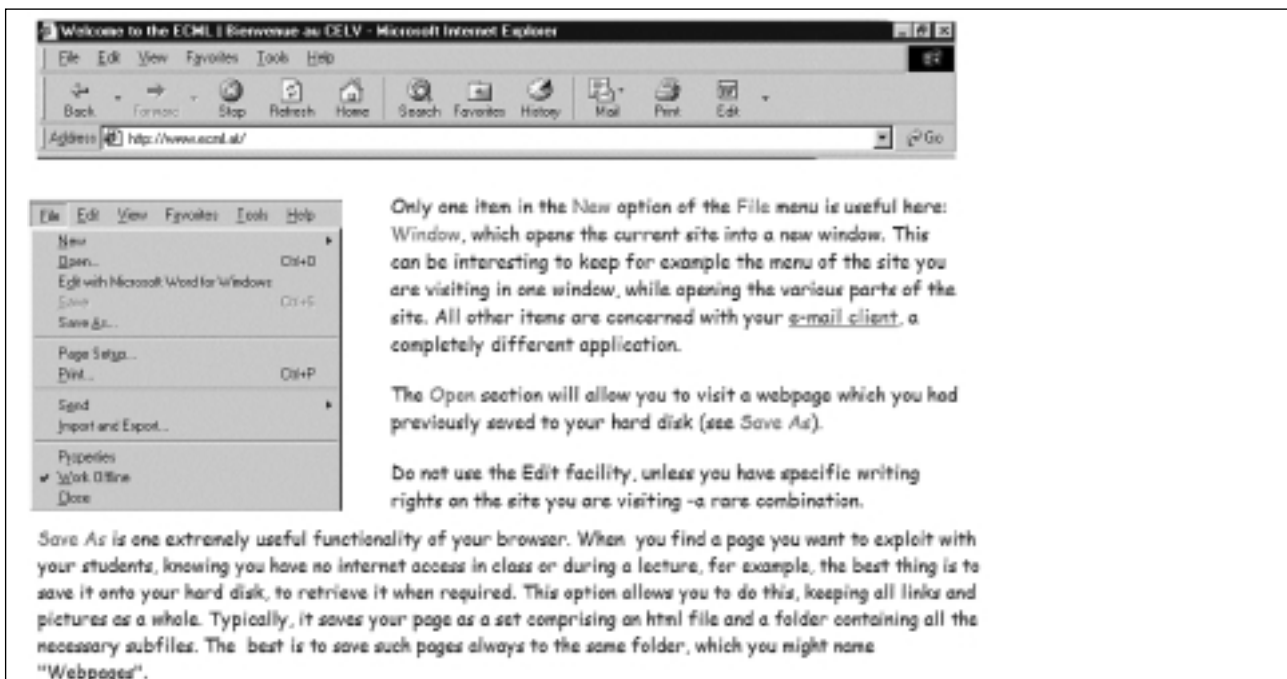 Welcome to the ECML | Bienvenue au CELV - Microsoft Internet Explorer
File Edit View Favorites Tools Help
Back Forward Stop Refresh Home Search Favorites History Mail Print Edit
Address http://www.ecml.at/ Go
File Edit View Favorites Tools Help
New
Open... Ctrl+O
Edit with Microsoft Word for Windows
Save Ctrl+S
Save As...
Page Setup...
Print... Ctrl+P
Send
Import and Export...
Properties
Work Offline
Close
Only one item in the New option of the File menu is useful here:
Window, which opens the current site into a new window. This
can be interesting to keep for example the menu of the site you
are visiting in one window, while opening the various parts of the
site. All other items are concerned with your e-mail client, a
completely different application.
The Open section will allow you to visit a webpage which you had
previously saved to your hard disk (see Save As).
Do not use the Edit facility, unless you have specific writing
rights on the site you are visiting -a rare combination.
Save As is one extremely useful functionality of your browser. When you find a page you want to exploit with
your students, knowing you have no internet access in class or during a lecture, for example, the best thing is to
save it onto your hard disk, to retrieve it when required. This option allows you to do this, keeping all links and
pictures as a whole. Typically, it saves your page as a set comprising an html file and a folder containing all the
necessary subfiles. The best is to save such pages always to the same folder, which you might name
"Webpages".